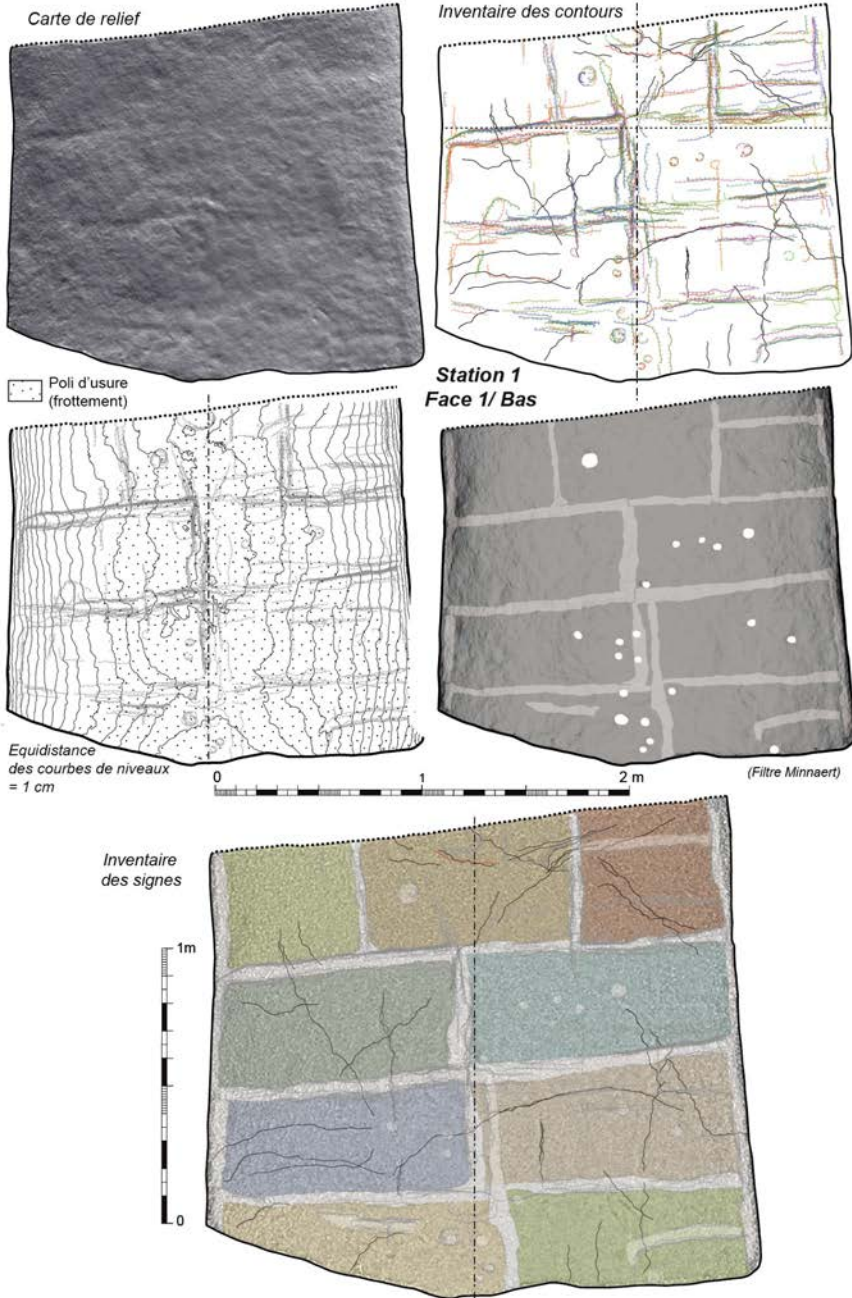 Carte de relief
Inventaire des contours
Poli d'usure
(frottement)
Station 1
Face 1/ Bas
Equidistance
des courbes de niveaux
= 1 cm
0 1 2 m
(Filtre Minnaert)
Inventaire
des signes
1m
0